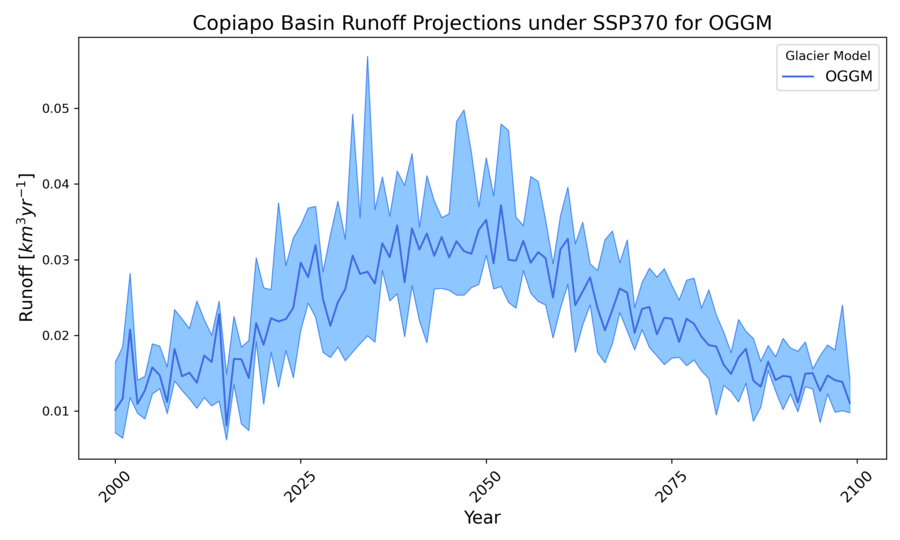 Copiapo Basin Runoff Projections under SSP370 for OGGM
Glacier Model
OGGM
Runoff [km³yr⁻¹]
0.05
0.04
0.03
0.02
0.01
2000
2025
2050
2075
2100
Year